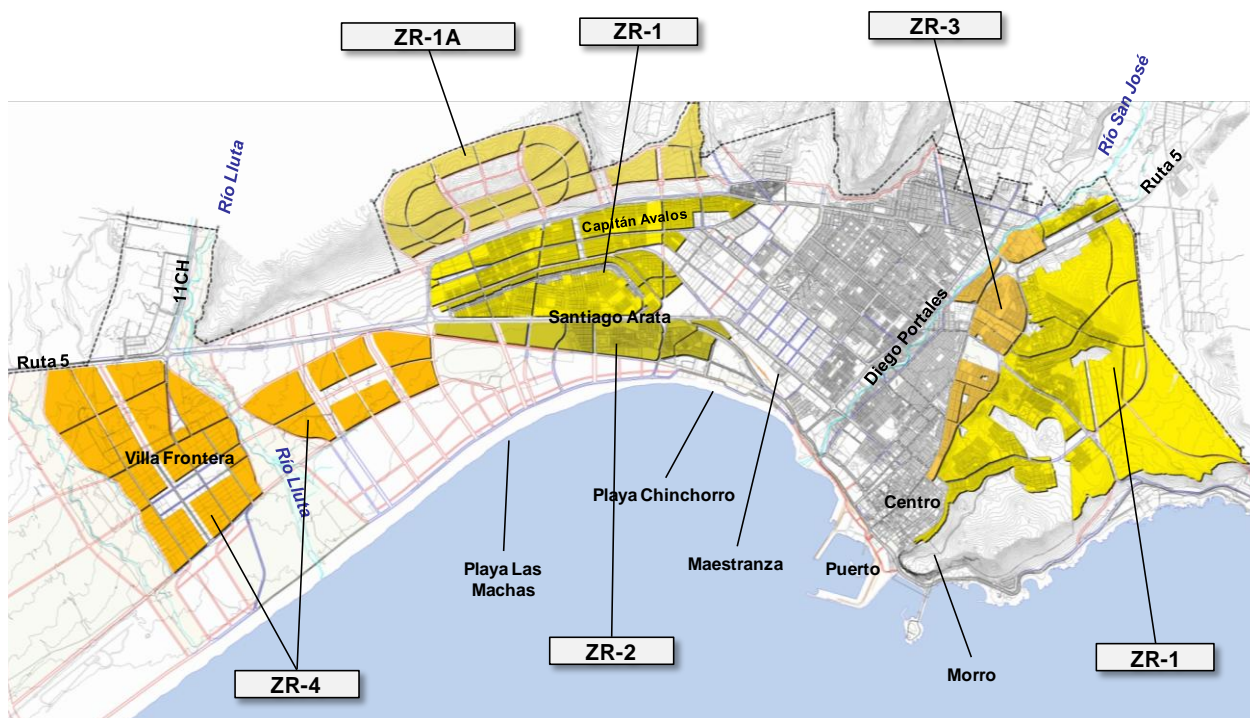 ZR-1A
ZR-1
ZR-3
Río San José
Ruta 5
Río Lluta
Capitán Avalos
11CH
Santiago Arata
Diego Portales
Ruta 5
Villa Frontera
Río Lluta
Playa Chinchorro
Centro
Playa Las
Machas
Maestranza
Puerto
ZR-2
ZR-1
Morro
ZR-4